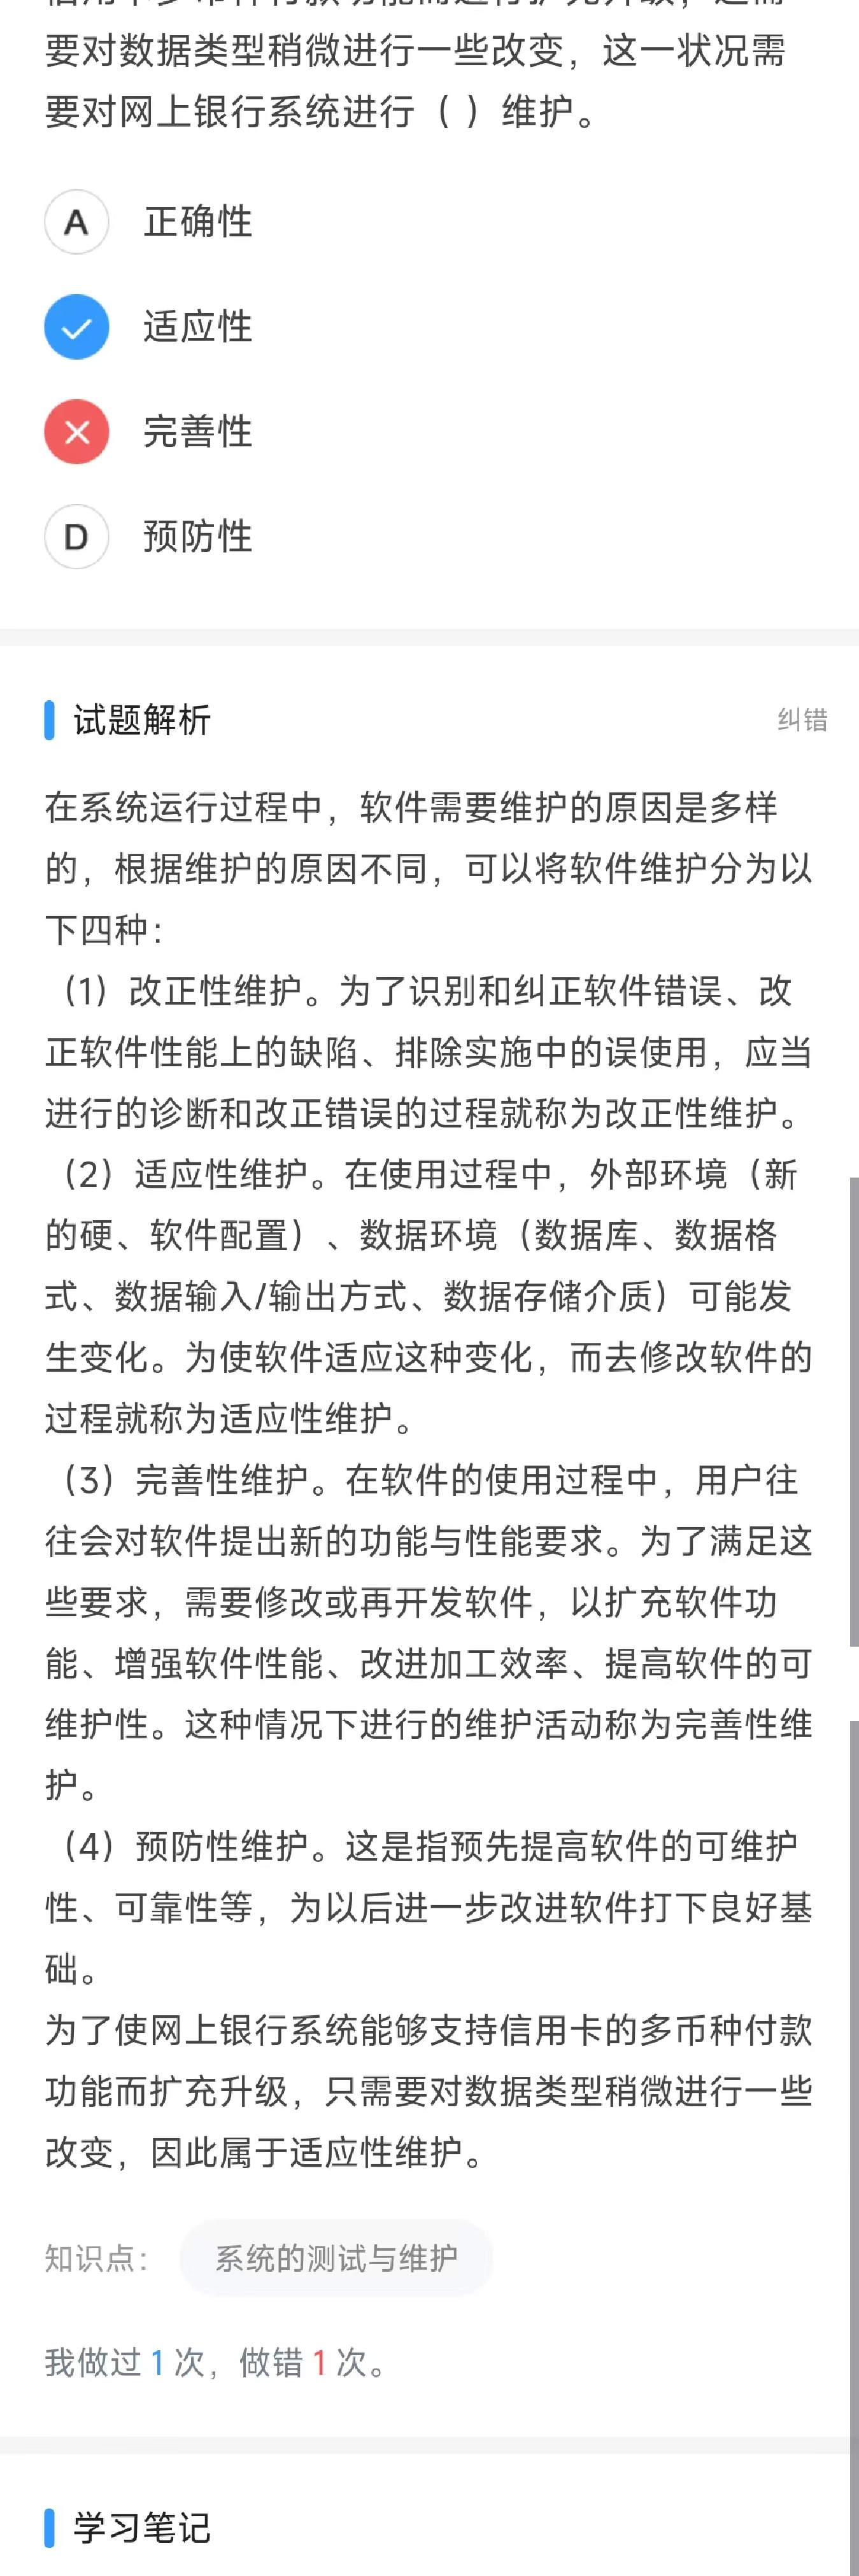 要对数据类型稍微进行一些改变，这一状况需
要对网上银行系统进行（ ）维护。
A 正确性
适应性
完善性
D 预防性
试题解析
纠错
在系统运行过程中，软件需要维护的原因是多样
的，根据维护的原因不同，可以将软件维护分为以
下四种：
（1）改正性维护。为了识别和纠正软件错误、改
正软件性能上的缺陷、排除实施中的误使用，应当
进行的诊断和改正错误的过程就称为改正性维护。
（2）适应性维护。在使用过程中，外部环境（新
的硬、软件配置）、数据环境（数据库、数据格
式、数据输入/输出方式、数据存储介质）可能发
生变化。为使软件适应这种变化，而去修改软件的
过程就称为适应性维护。
（3）完善性维护。在软件的使用过程中，用户往
往会对软件提出新的功能与性能要求。为了满足这
些要求，需要修改或再开发软件，以扩充软件功
能、增强软件性能、改进加工效率、提高软件的可
维护性。这种情况下进行的维护活动称为完善性维
护。
（4）预防性维护。这是指预先提高软件的可维护
性、可靠性等，为以后进一步改进软件打下良好基
础。
为了使网上银行系统能够支持信用卡的多币种付款
功能而扩充升级，只需要对数据类型稍微进行一些
改变，因此属于适应性维护。
知识点： 系统的测试与维护
我做过 1 次，做错 1 次。
学习笔记